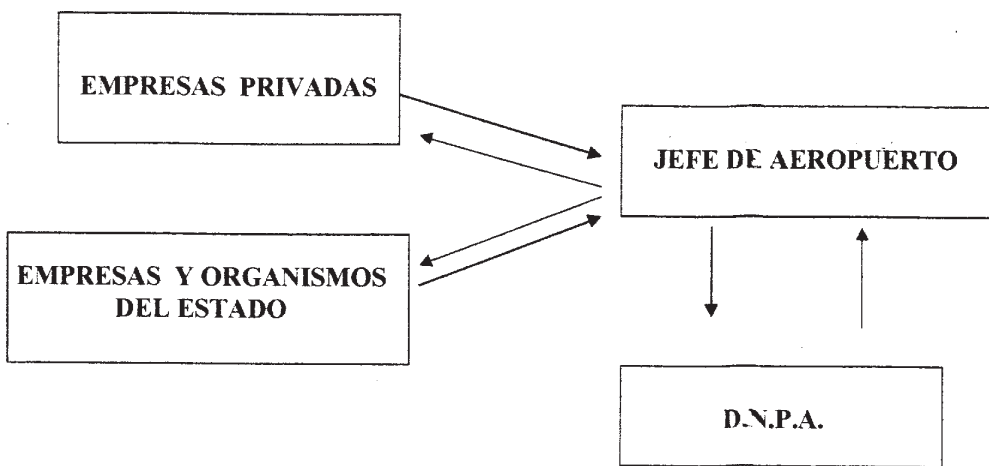 EMPRESAS PRIVADAS
JEFE DE AEROPUERTO
EMPRESAS Y ORGANISMOS
DEL ESTADO
D.N.P.A.